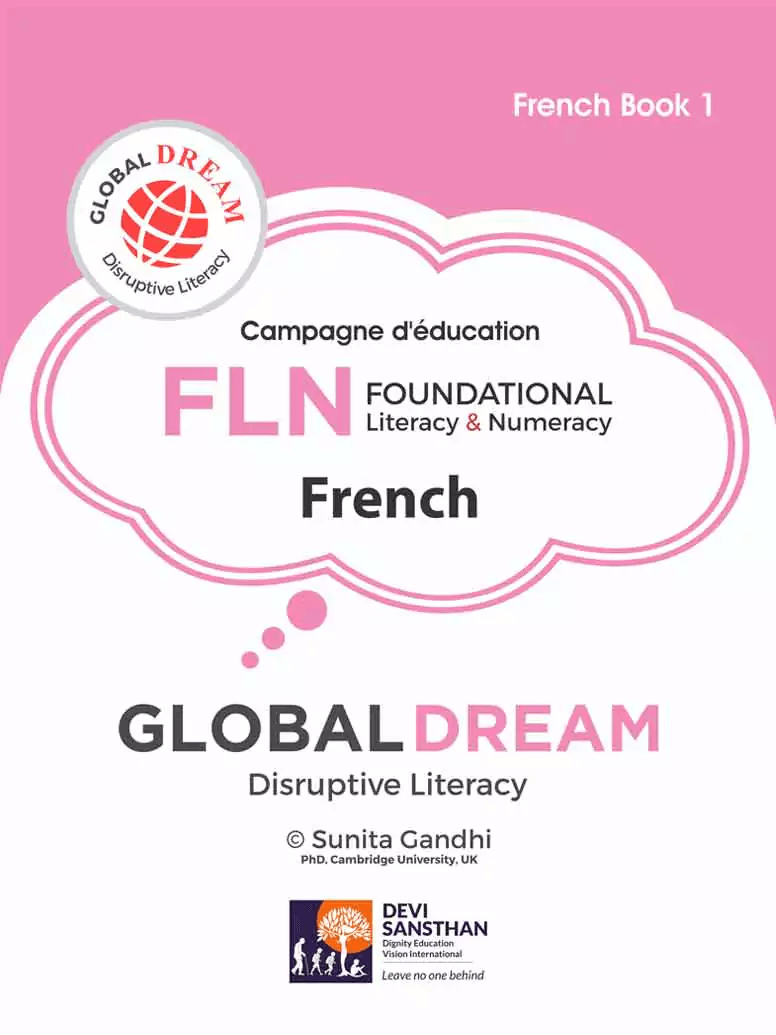 French Book 1
GLOBAL DREAM
Disruptive Literacy
Campagne d'éducation
FLN FOUNDATIONAL
Literacy & Numeracy
French
GLOBAL DREAM
Disruptive Literacy
© Sunita Gandhi
PhD, Cambridge University, UK
DEVI
SANSTHAN
Dignity Education
Vision International
Leave no one behind